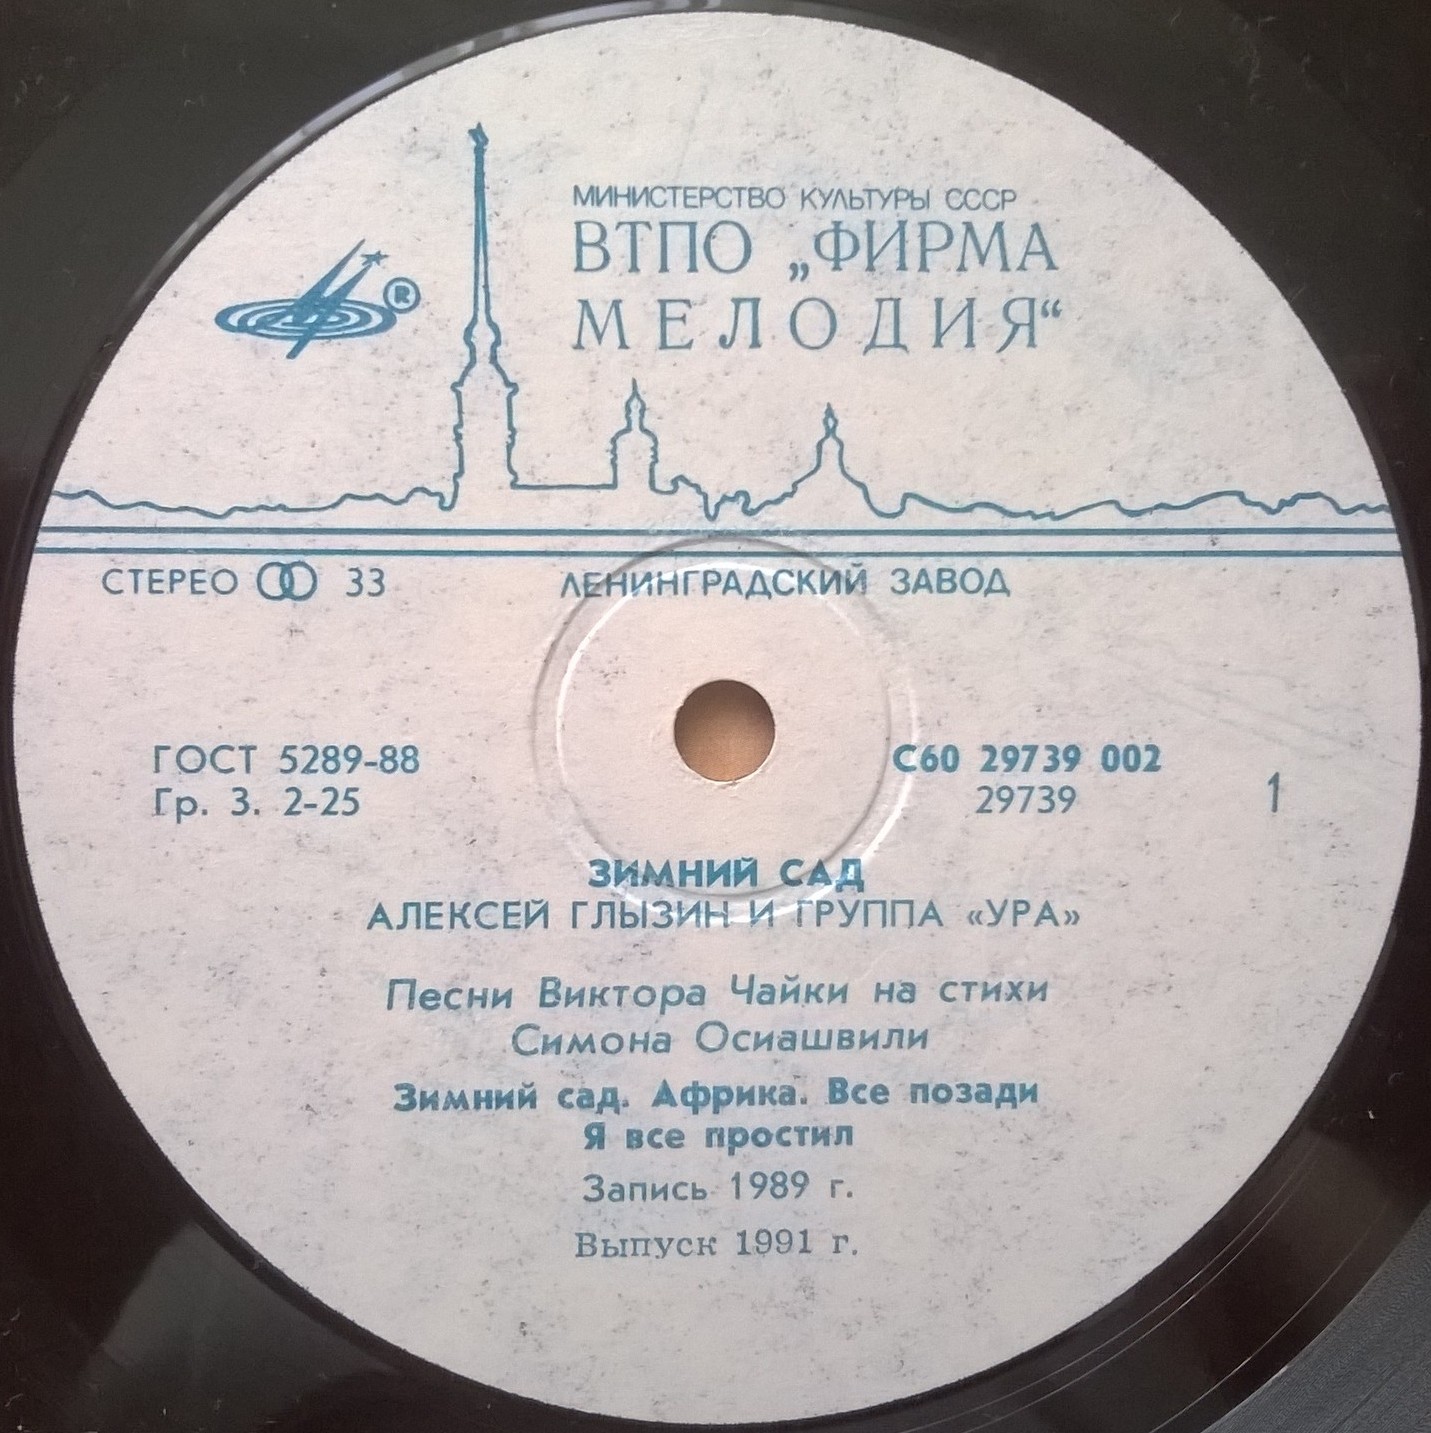 МИНИСТЕРСТВО КУЛЬТУРЫ СССР
ВТПО „ФИРМА
МЕЛОДИЯ“
®
СТЕРЕО 33
ЛЕНИНГРАДСКИЙ ЗАВОД
ГОСТ 5289-88
Гр. 3. 2-25
С60 29739 002
29739
1
ЗИМНИЙ САД
АЛЕКСЕЙ ГЛЫЗИН И ГРУППА «УРА»
Песни Виктора Чайки на стихи
Симона Осиашвили
Зимний сад. Африка. Все позади
Я все простил
Запись 1989 г.
Выпуск 1991 г.